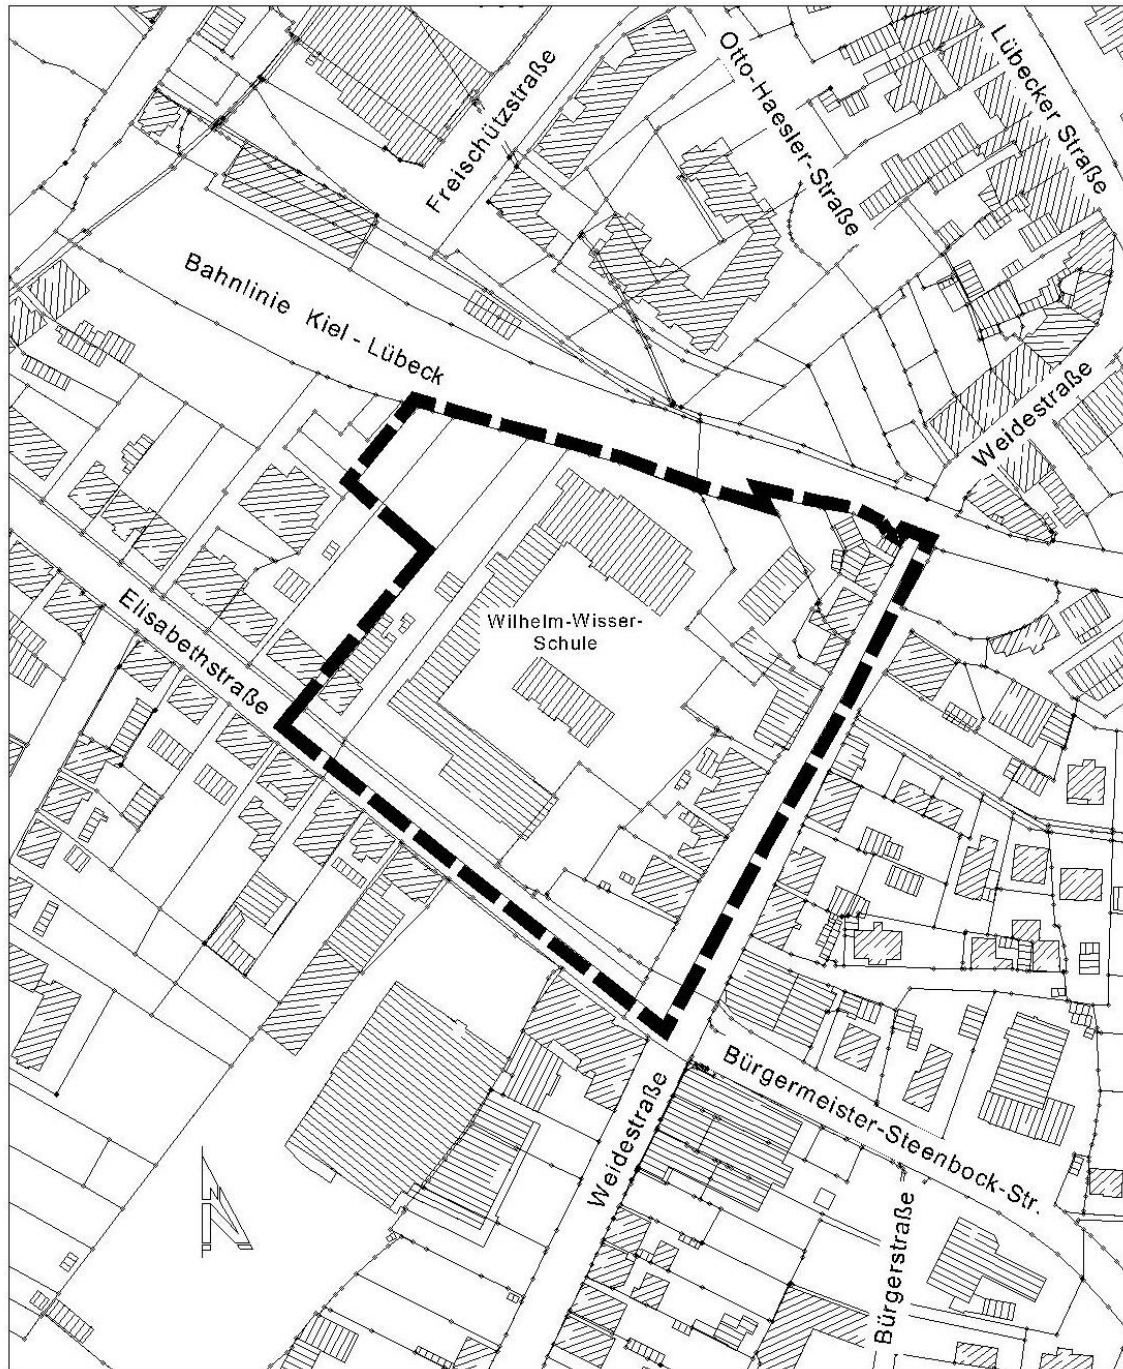 Freischützstraße
Otto-Haesler-Straße
Lübecker Straße
Bahnlinie Kiel - Lübeck
Weidestraße
Wilhelm-Wisser-
Schule
Elisabethstraße
Weidestraße
Bürgermeister-Steenbock-Str.
Bürgerstraße
N